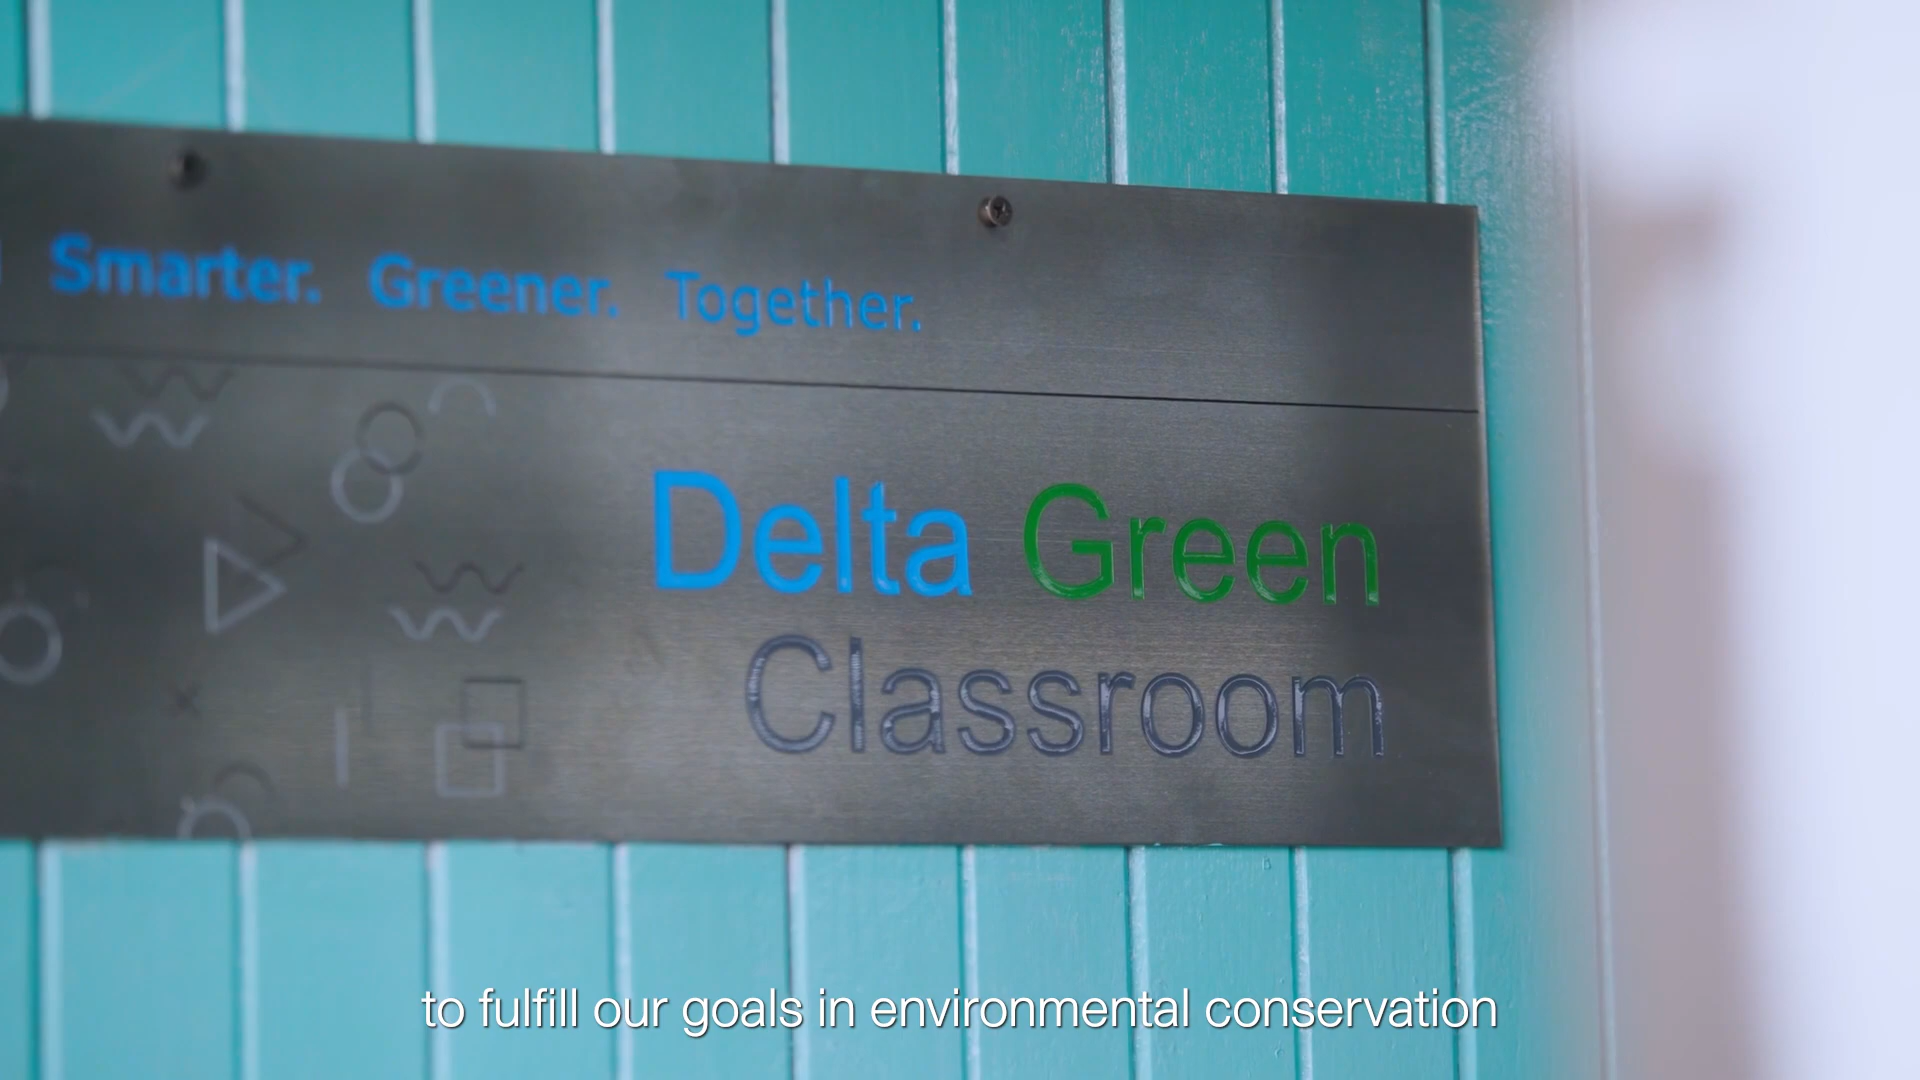 Smarter. Greener. Together.
Delta Green
Classroom
to fulfill our goals in environmental conservation